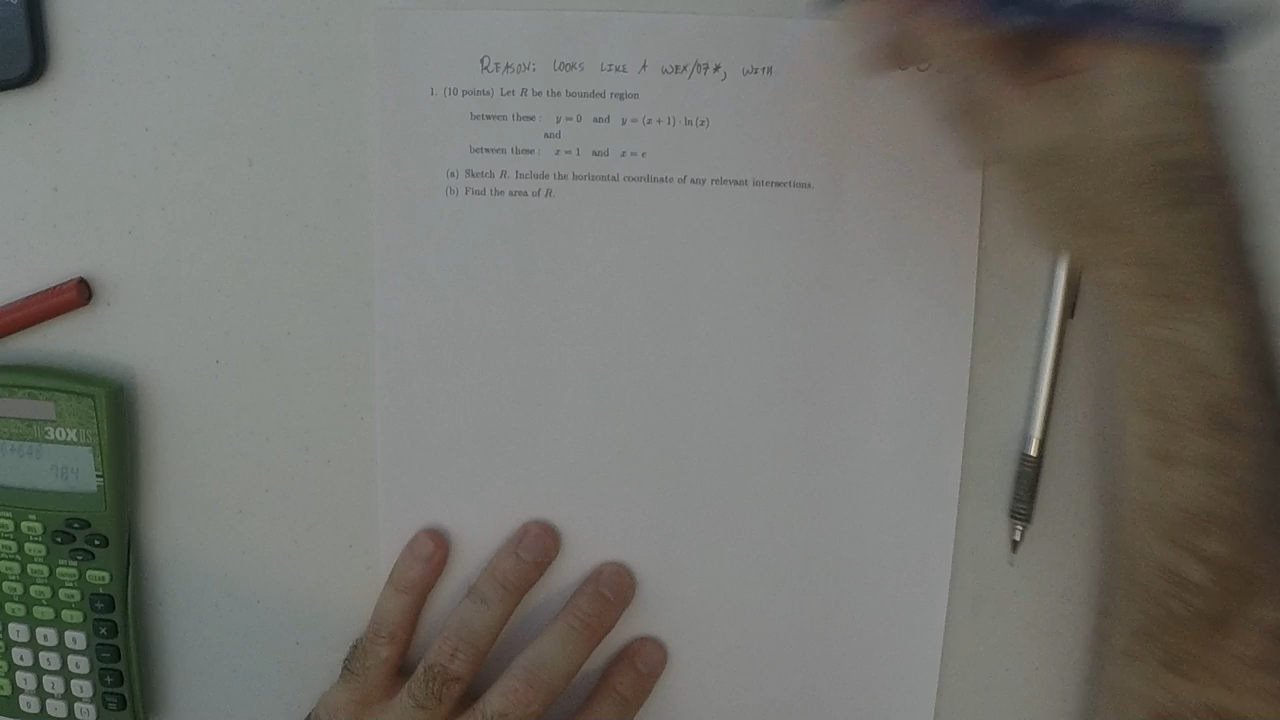 REASON: LOOKS LIKE A WEX/07*, WITH
1. (10 points) Let R be the bounded region
between these: y = 0 and y = (x + 1) · ln (x)
and
between these: x = 1 and x = e
(a) Sketch R. Include the horizontal coordinate of any relevant intersections.
(b) Find the area of R.
30X IIS
784